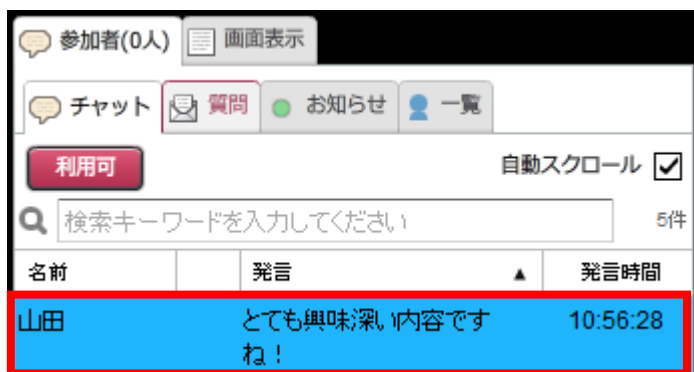 参加者(0人) 画面表示
チャット 質問 お知らせ 一覧
利用可 自動スクロール
検索キーワードを入力してください 5件
名前 発言 ▲ 発言時間
山田 とても興味深い内容です 10:56:28
ね！